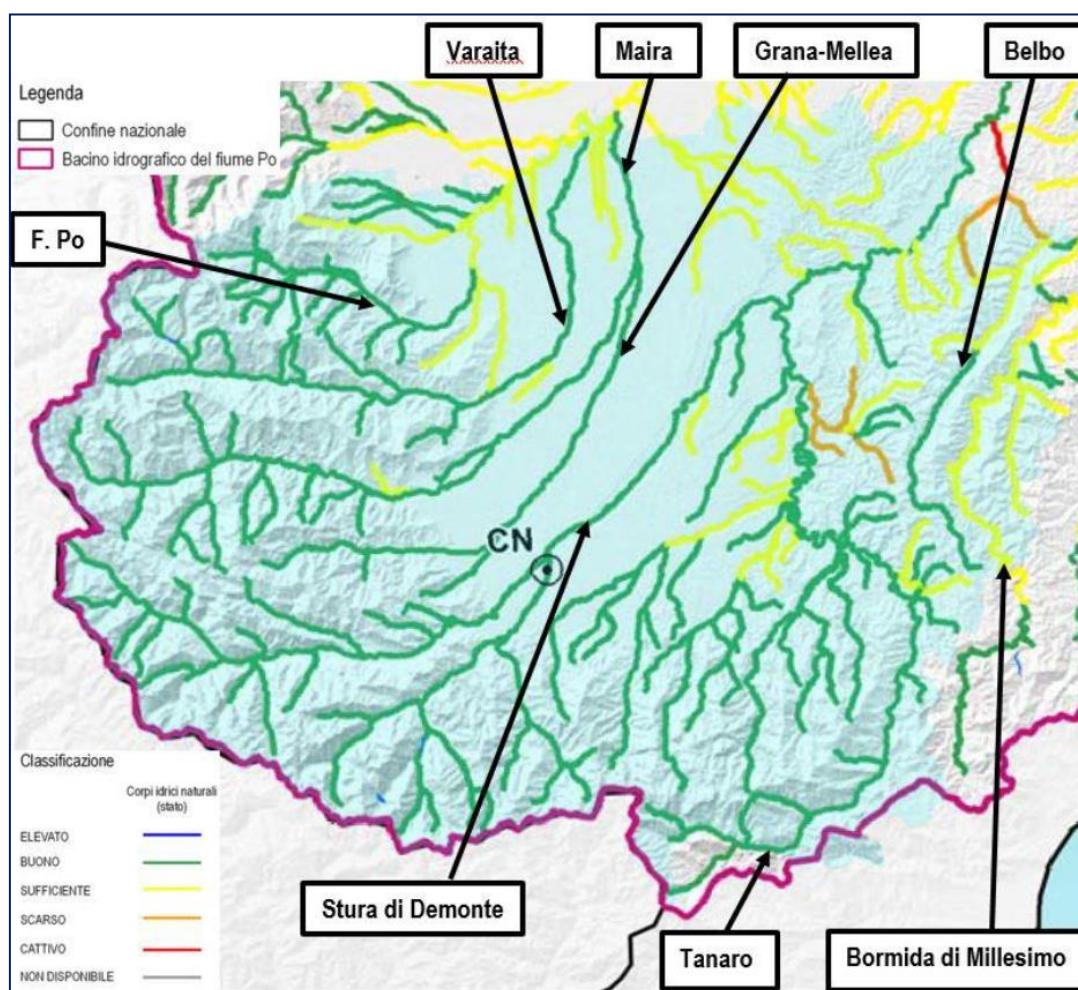 Varaita
Maira
Grana-Mellea
Belbo
Legenda
Confine nazionale
Bacino idrografico del fiume Po
F. Po
CN
Classificazione
Corpi idrici naturali
(stato)
ELEVATO
BUONO
SUFFICIENTE
SCARSO
CATTIVO
NON DISPONIBILE
Stura di Demonte
Tanaro
Bormida di Millesimo